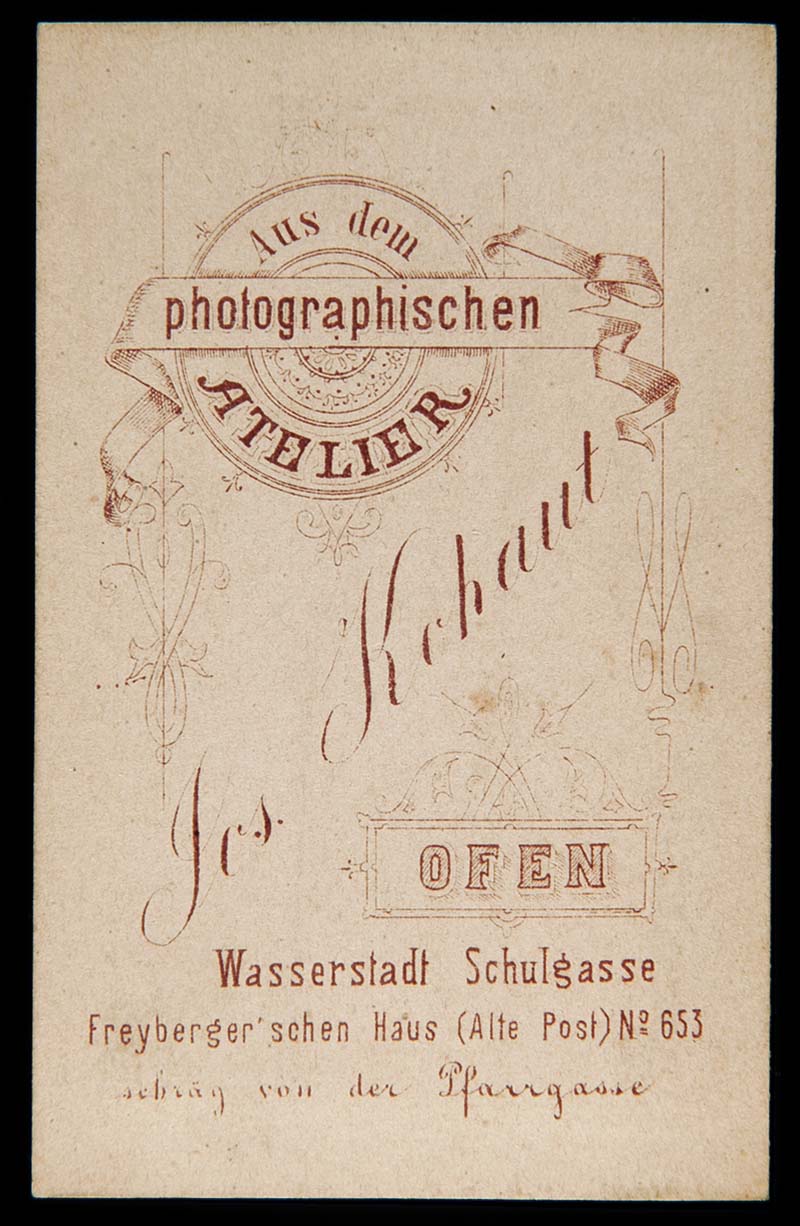 Aus dem
photographischen
ATELIER
Jos. Kohaut
OFEN
Wasserstadt Schulgasse
Freyberger'schen Haus (Alte Post) Nº 653
schräg von der Pfarrgasse